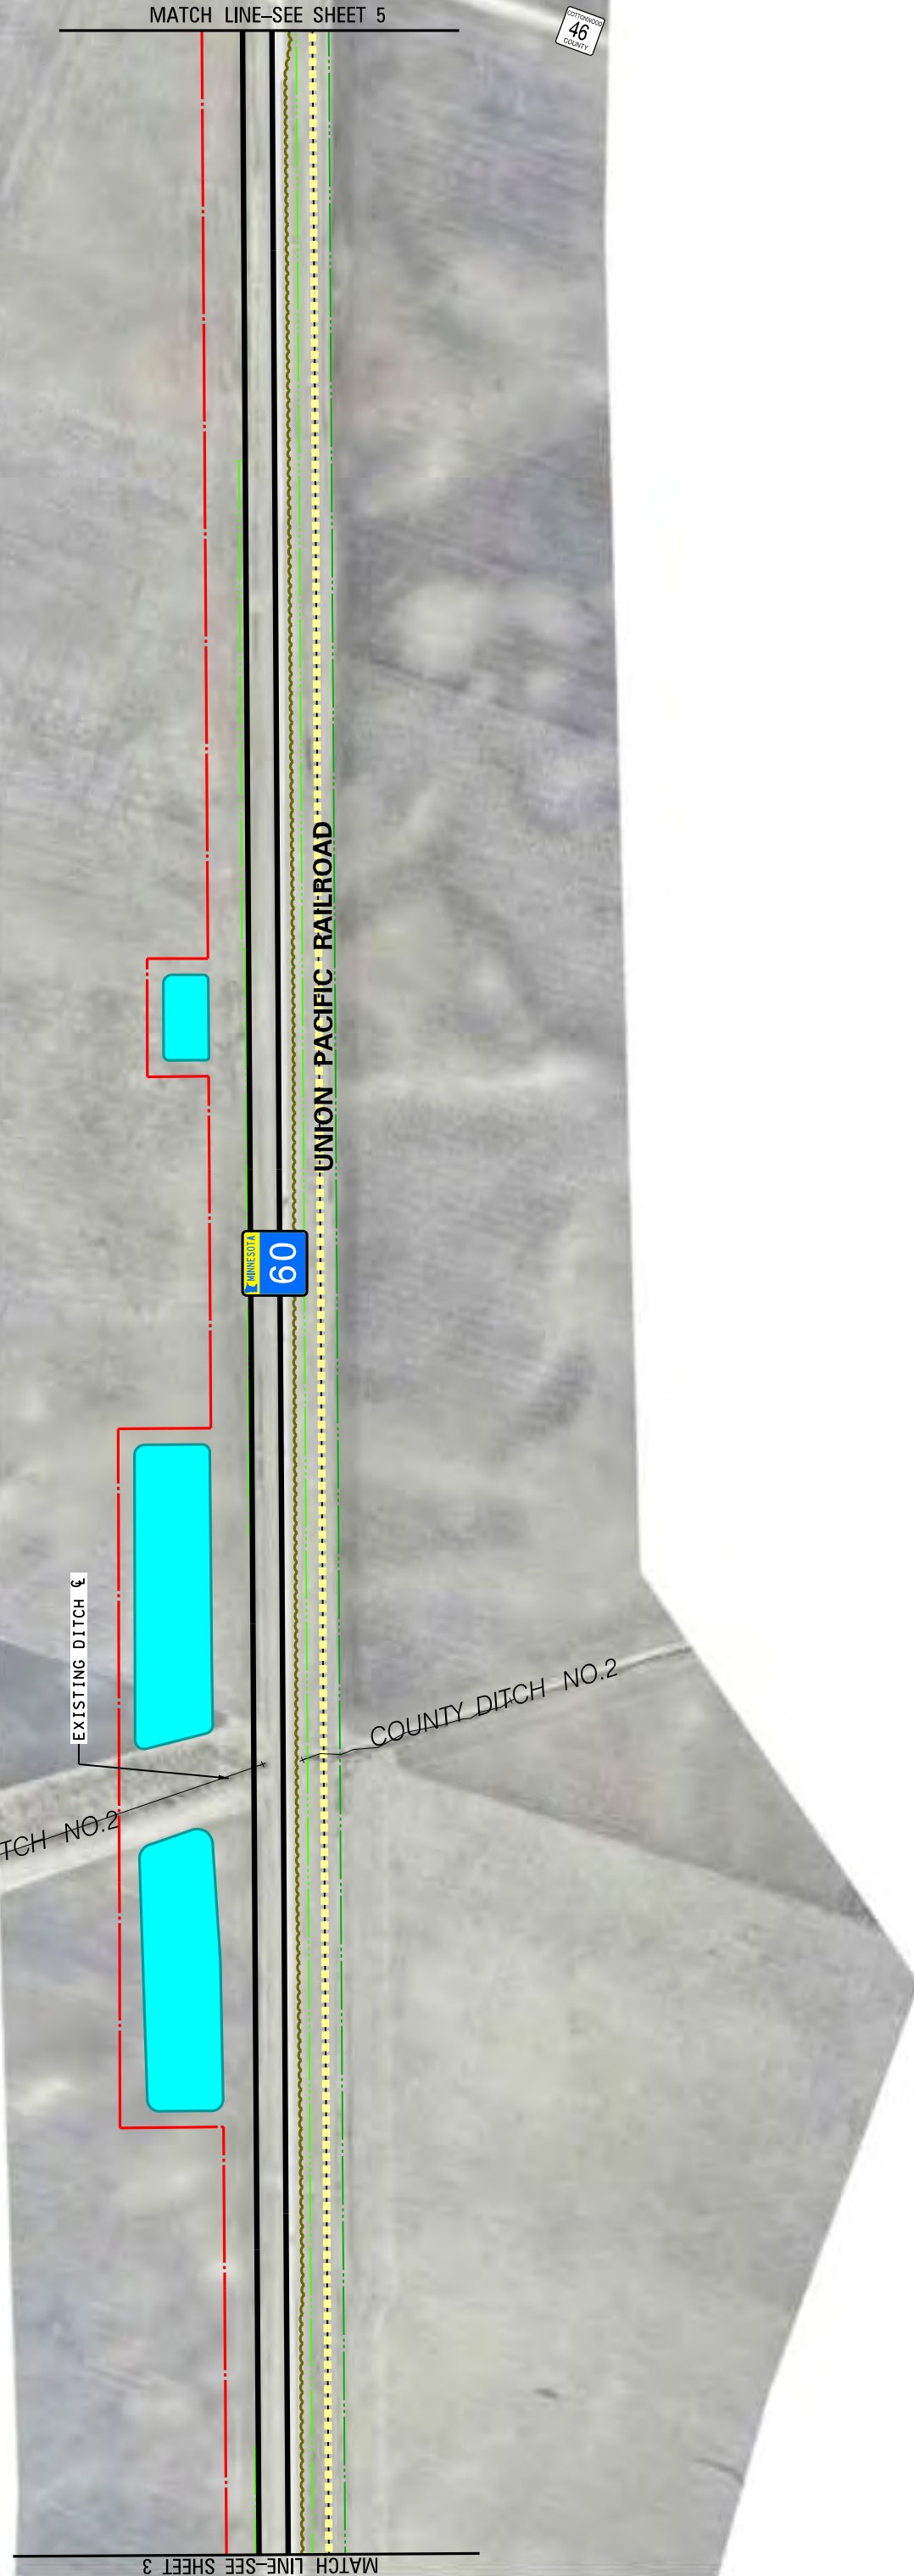 MATCH LINE-SEE SHEET 5
COTTONWOOD
46
COUNTY
UNION PACIFIC RAILROAD
MINNESOTA
60
EXISTING DITCH ℄
COUNTY DITCH NO.2
TCH NO.2
MATCH LINE-SEE SHEET 3